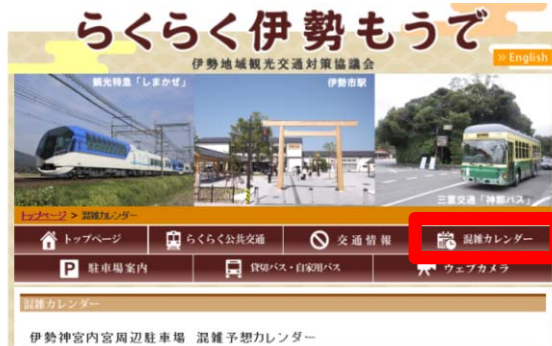 らくらく伊勢もうで
伊勢地域観光交通対策協議会
» English
観光特急「しまかぜ」
伊勢市駅
三重交通「神都バス」
トップページ > 混雑カレンダー
トップページ
らくらく公共交通
交通情報
混雑カレンダー
P 駐車場案内
貸切バス・自家用バス
ウェブカメラ
混雑カレンダー
伊勢神宮内宮周辺駐車場 混雑予想カレンダー